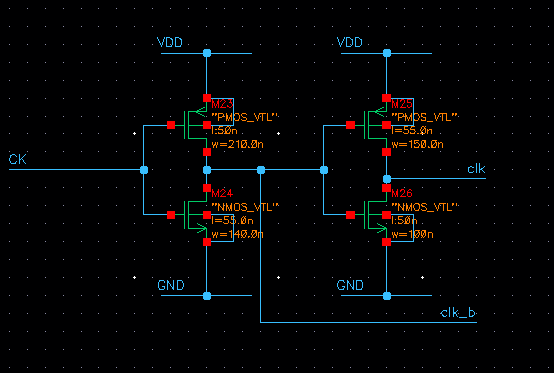 VDD
VDD
M23
"PMOS_VTL"
l:50n
w=210.0n
M25
"PMOS_VTL"
l=55.0n
w=150.0n
CK
clk
M24
"NMOS_VTL"
l=55.0n
w=140.0n
M26
"NMOS_VTL"
l:50n
w=100n
GND
GND
clk_b